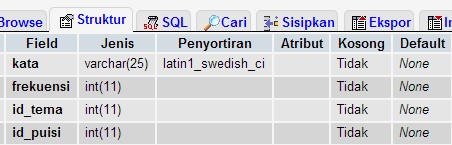 Browse Struktur SQL Cari Sisipkan Ekspor
Field Jenis Penyortiran Atribut Kosong Default
kata varchar(25) latin1_swedish_ci Tidak None
frekuensi int(11) Tidak None
id_tema int(11) Tidak None
id_puisi int(11) Tidak None